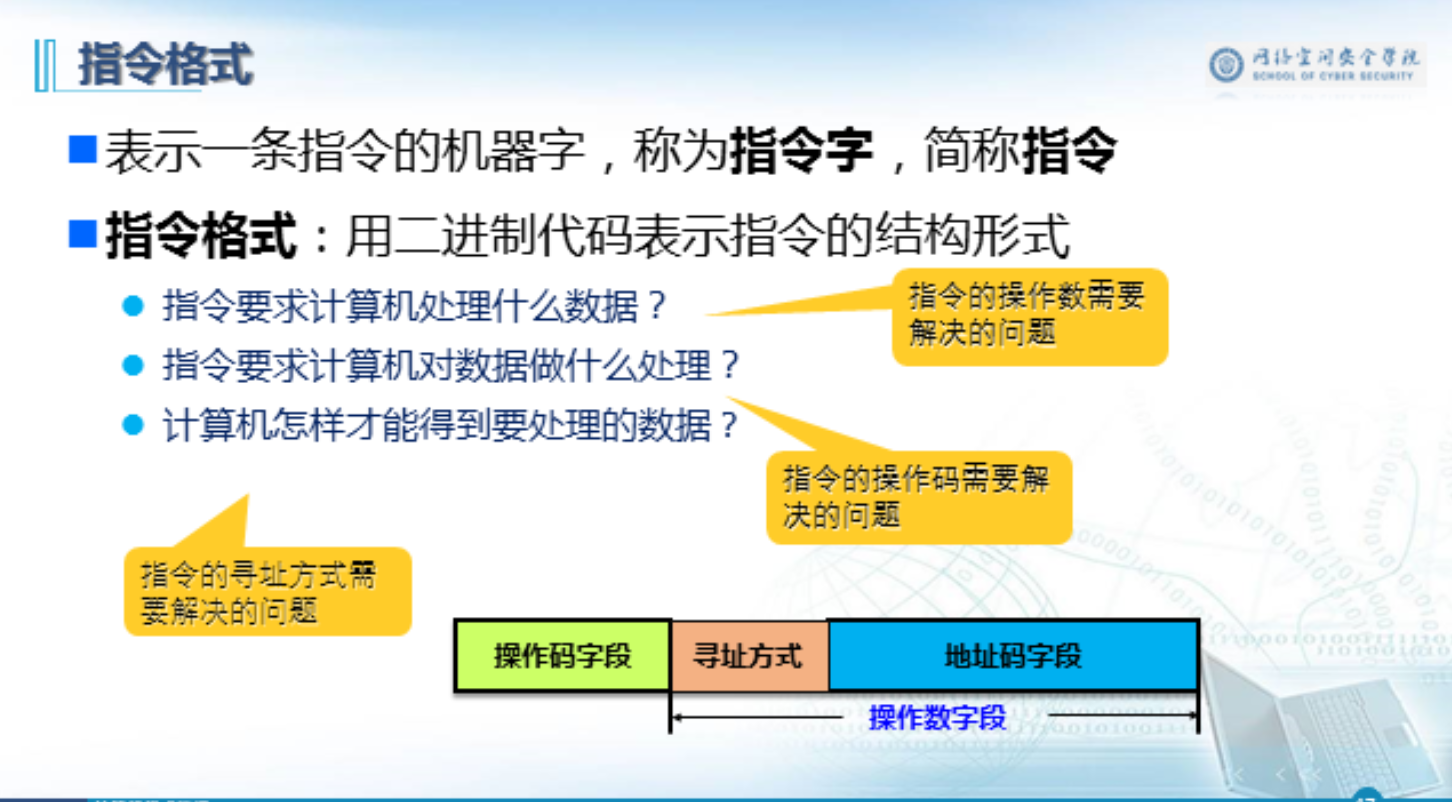 指令格式
网络空间安全学院
SCHOOL OF CYBER SECURITY
表示一条指令的机器字，称为指令字，简称指令
指令格式：用二进制代码表示指令的结构形式
指令要求计算机处理什么数据？
指令的操作数需要
解决的问题
指令要求计算机对数据做什么处理？
计算机怎样才能得到要处理的数据？
指令的操作码需要解
决的问题
指令的寻址方式需
要解决的问题
操作码字段 寻址方式 地址码字段
操作数字段